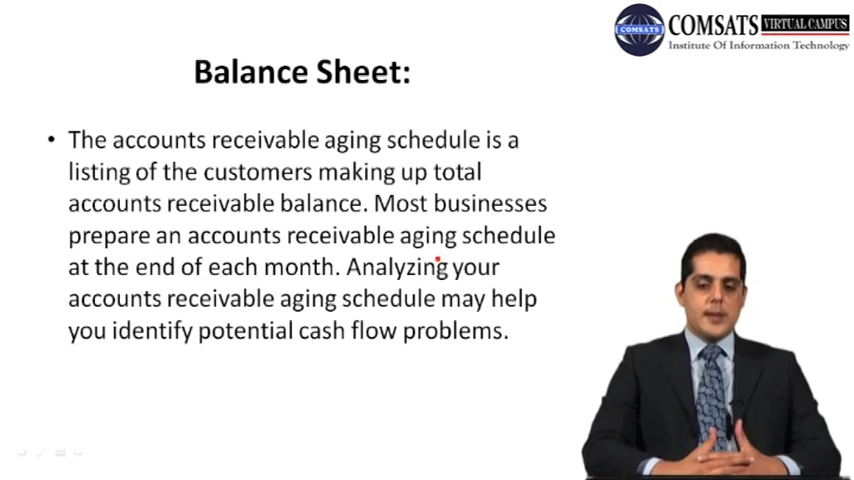 COMSATS VIRTUAL CAMPUS
Institute Of Information Technology
COMSATS
Balance Sheet:
• The accounts receivable aging schedule is a
listing of the customers making up total
accounts receivable balance. Most businesses
prepare an accounts receivable aging schedule
at the end of each month. Analyzing your
accounts receivable aging schedule may help
you identify potential cash flow problems.